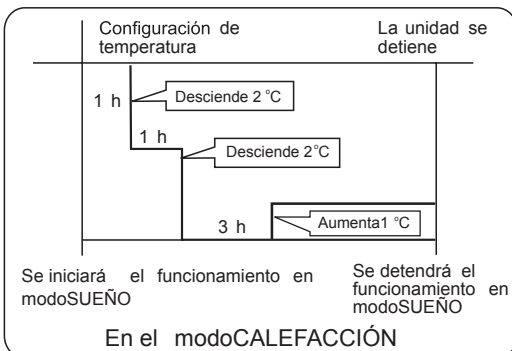 Configuración de
temperatura
La unidad se
detiene
1 h
Desciende 2 °C
1 h
Desciende 2°C
3 h
Aumenta1 °C
Se iniciará el funcionamiento en
modoSUEÑO
Se detendrá el
funcionamiento en
modoSUEÑO
En el modoCALEFACCIÓN